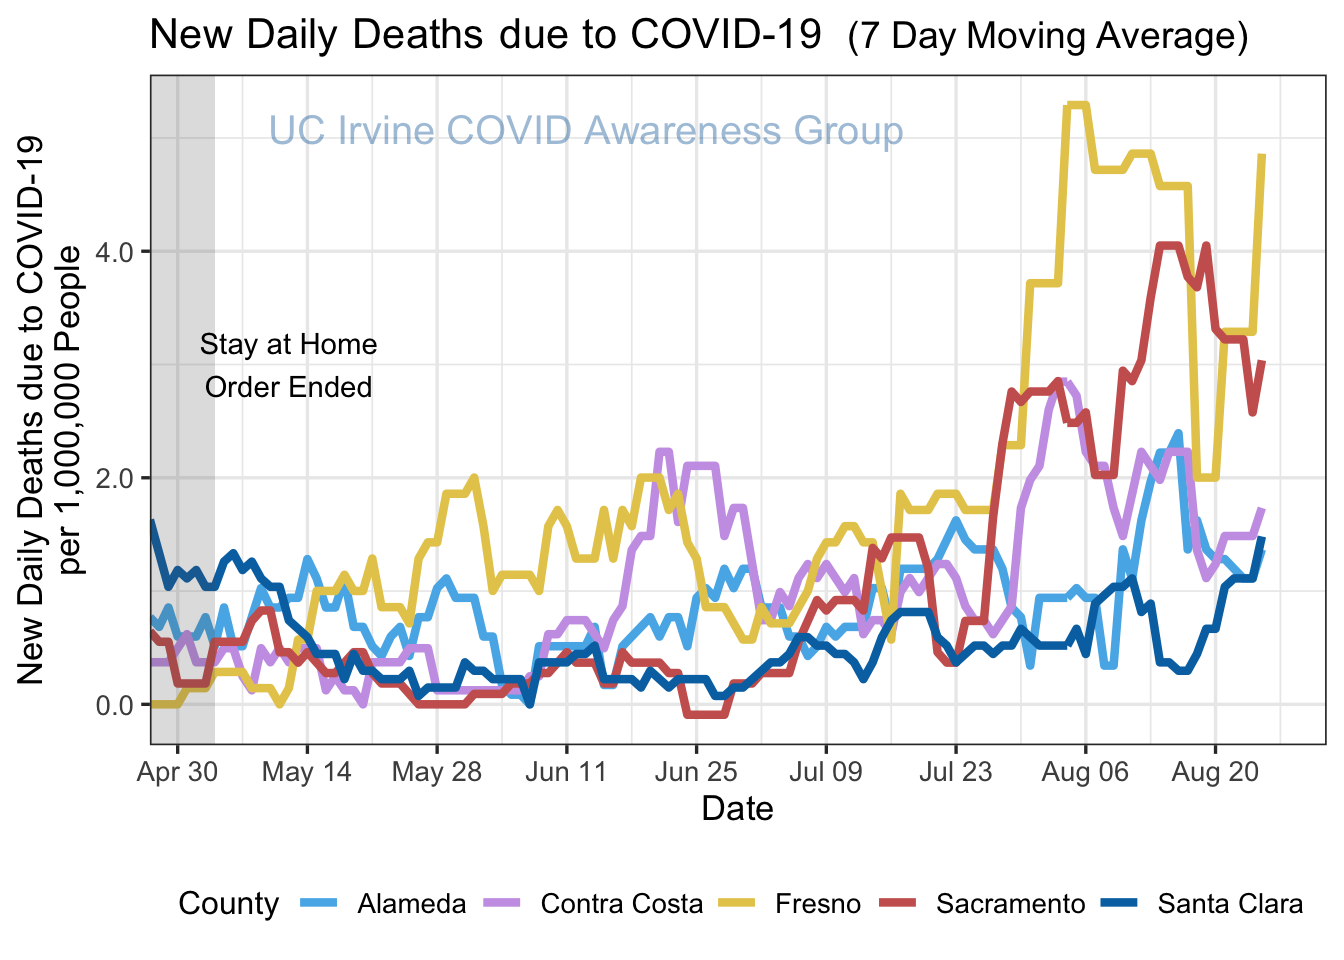 New Daily Deaths due to COVID-19 (7 Day Moving Average)
UC Irvine COVID Awareness Group
New Daily Deaths due to COVID-19
per 1,000,000 People
4.0
2.0
0.0
Stay at Home
Order Ended
Apr 30 May 14 May 28 Jun 11 Jun 25 Jul 09 Jul 23 Aug 06 Aug 20
Date
County Alameda Contra Costa Fresno Sacramento Santa Clara